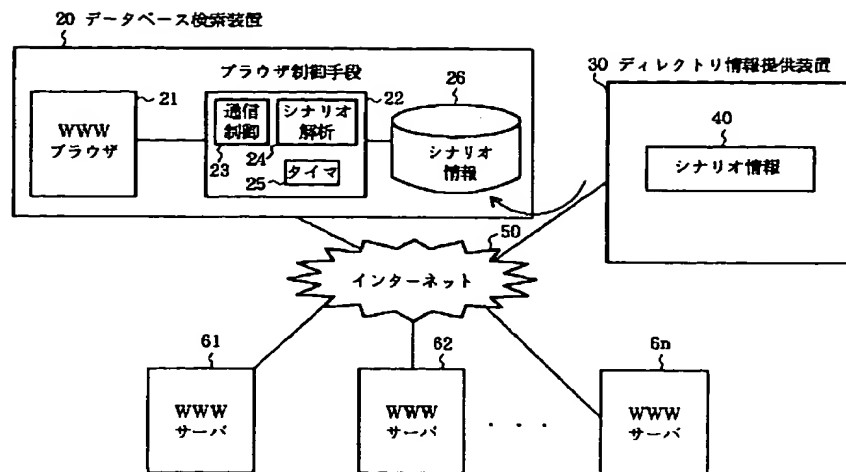 20 データベース検索装置
ブラウザ制御手段
21
22
26
30 ディレクトリ情報提供装置
WWW
ブラウザ
通信
制御
23
シナリオ
解析
24
タイマ
25
シナリオ
情報
40
シナリオ情報
50
インターネット
61
62
6n
WWW
サーバ
WWW
サーバ
· · ·
WWW
サーバ